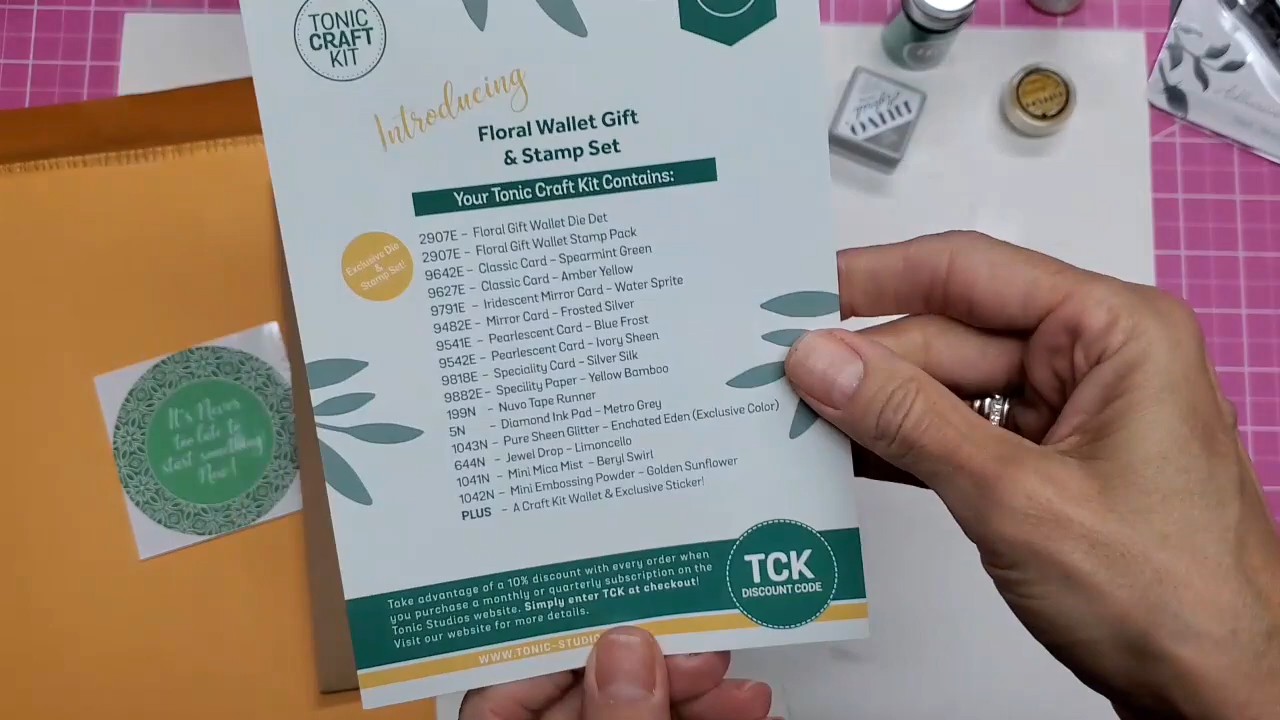 TONIC
CRAFT
KIT
Introducing
Floral Wallet Gift
& Stamp Set
Your Tonic Craft Kit Contains:
Exclusive Die
&
Stamp Set!
2907E – Floral Gift Wallet Die Det
2907E – Floral Gift Wallet Stamp Pack
9642E – Classic Card – Spearmint Green
9627E – Classic Card – Amber Yellow
9791E – Iridescent Mirror Card – Water Sprite
9482E – Mirror Card – Frosted Silver
9541E – Pearlescent Card – Blue Frost
9542E – Pearlescent Card – Ivory Sheen
9818E – Speciality Card – Silver Silk
9882E – Specility Paper – Yellow Bamboo
199N – Nuvo Tape Runner
5N – Diamond Ink Pad – Metro Grey
1043N – Pure Sheen Glitter – Enchated Eden (Exclusive Color)
644N – Jewel Drop – Limoncello
1041N – Mini Mica Mist – Beryl Swirl
1042N – Mini Embossing Powder – Golden Sunflower
PLUS – A Craft Kit Wallet & Exclusive Sticker!
Take advantage of a 10% discount with every order when
you purchase a monthly or quarterly subscription on the
Tonic Studios website. Simply enter TCK at checkout!
Visit our website for more details.
TCK
DISCOUNT CODE
WWW.TONIC-STUDIO
It's Never
too late to
start something
New!
nuvo